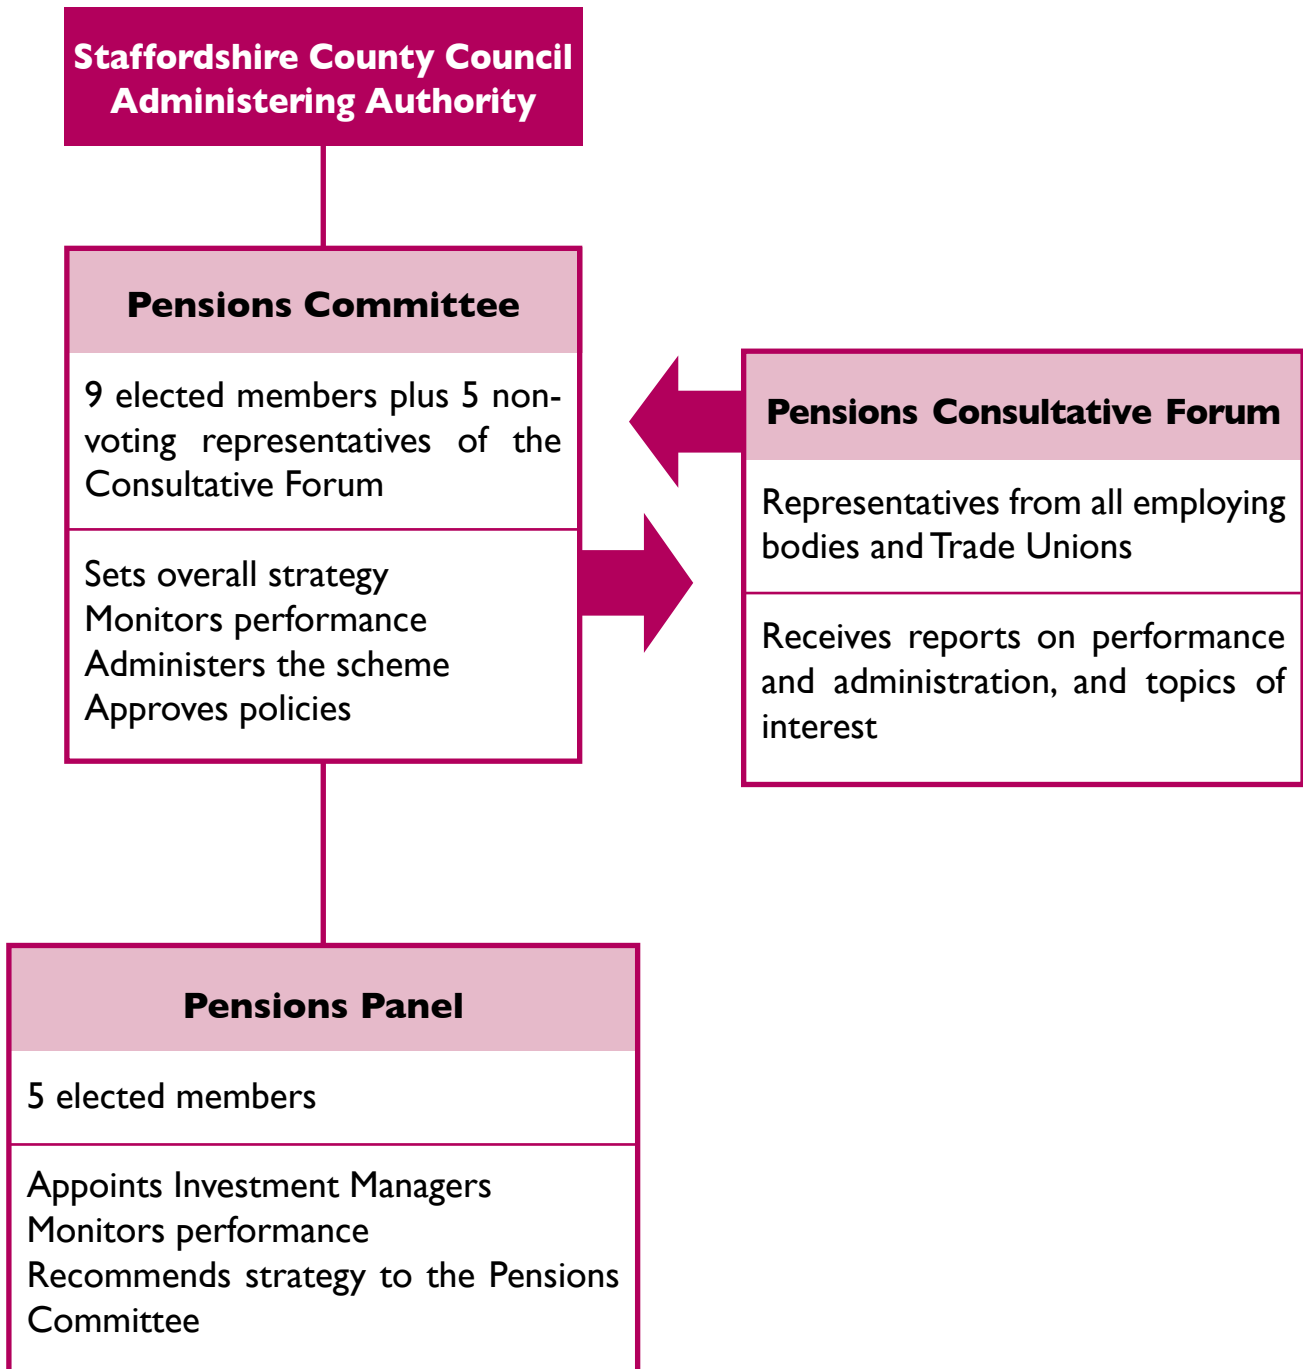 Staffordshire County Council
Administering Authority
Pensions Committee
9 elected members plus 5 non-
voting representatives of the
Consultative Forum
Sets overall strategy
Monitors performance
Administers the scheme
Approves policies
Pensions Consultative Forum
Representatives from all employing
bodies and Trade Unions
Receives reports on performance
and administration, and topics of
interest
Pensions Panel
5 elected members
Appoints Investment Managers
Monitors performance
Recommends strategy to the Pensions
Committee